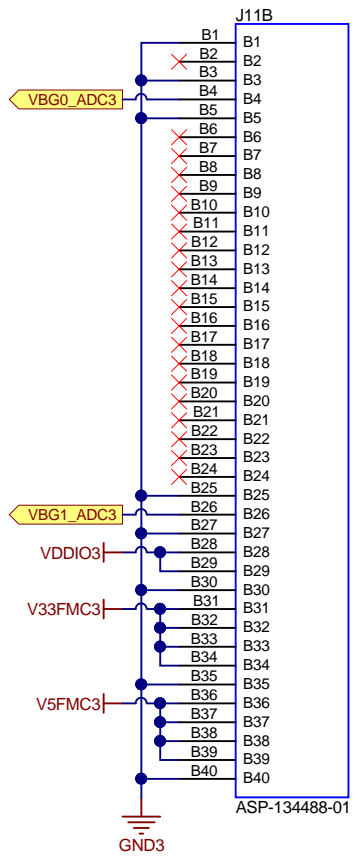 J11B
B1 B1
B2 B2
B3 B3
VBG0_ADC3 B4 B4
B5 B5
B6 B6
B7 B7
B8 B8
B9 B9
B10 B10
B11 B11
B12 B12
B13 B13
B14 B14
B15 B15
B16 B16
B17 B17
B18 B18
B19 B19
B20 B20
B21 B21
B22 B22
B23 B23
B24 B24
B25 B25
VBG1_ADC3 B26 B26
B27 B27
VDDIO3 B28 B28
B29 B29
B30 B30
V33FMC3 B31 B31
B32 B32
B33 B33
B34 B34
B35 B35
V5FMC3 B36 B36
B37 B37
B38 B38
B39 B39
B40 B40
ASP-134488-01
GND3